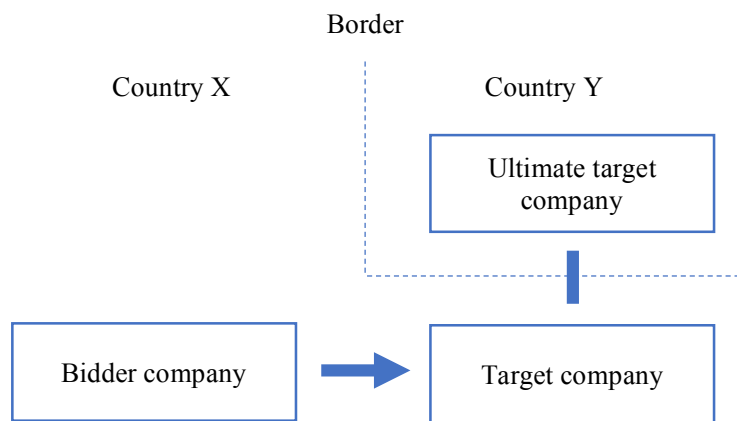 Border
Country X
Country Y
Ultimate target
company
Bidder company
Target company